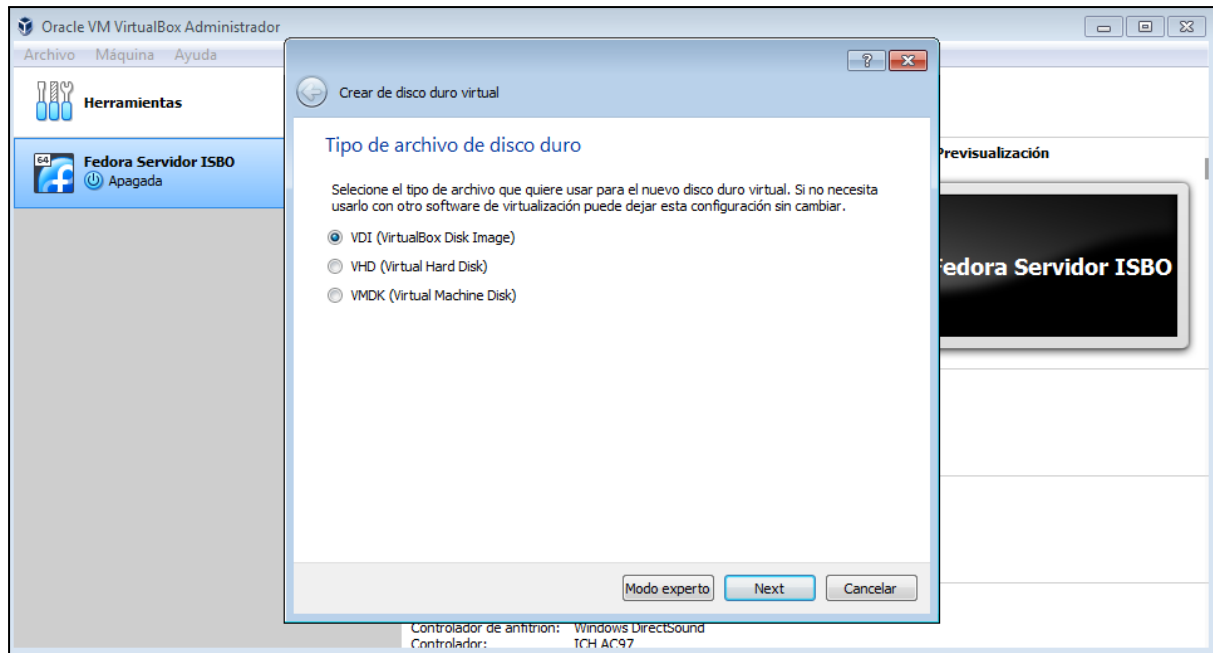 Oracle VM VirtualBox Administrador
Archivo Máquina Ayuda
Herramientas
64
Fedora Servidor ISBO
Apagada
Crear de disco duro virtual
Tipo de archivo de disco duro
Selecione el tipo de archivo que quiere usar para el nuevo disco duro virtual. Si no necesita
usarlo con otro software de virtualización puede dejar esta configuración sin cambiar.
VDI (VirtualBox Disk Image)
VHD (Virtual Hard Disk)
VMDK (Virtual Machine Disk)
Modo experto Next Cancelar
Previsualización
Fedora Servidor ISBO
Controlador de anfitrión: Windows DirectSound
Controlador: ICH AC97